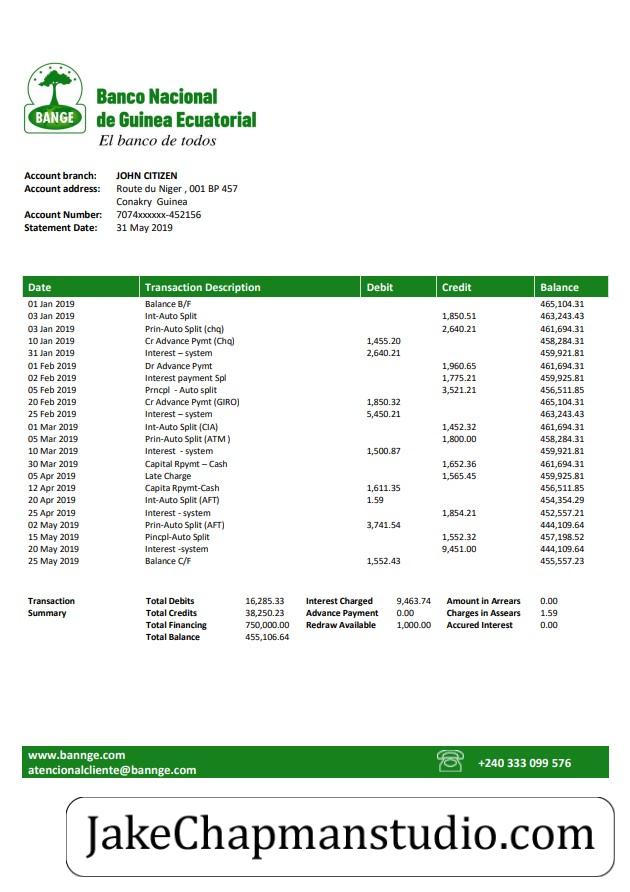 BANGE
Banco Nacional
de Guinea Ecuatorial
El banco de todos
Account branch: JOHN CITIZEN
Account address: Route du Niger , 001 BP 457
Conakry Guinea
Account Number: 7074xxxxxx-452156
Statement Date: 31 May 2019
Date Transaction Description Debit Credit Balance
01 Jan 2019 Balance B/F 465,104.31
03 Jan 2019 Int-Auto Split 1,850.51 463,243.43
03 Jan 2019 Prin-Auto Split (chq) 2,640.21 461,694.31
10 Jan 2019 Cr Advance Pymt (Chq) 1,455.20 458,284.31
31 Jan 2019 Interest – system 2,640.21 459,921.81
01 Feb 2019 Dr Advance Pymt 1,960.65 461,694.31
02 Feb 2019 Interest payment Spl 1,775.21 459,925.81
05 Feb 2019 Prncpl - Auto split 3,521.21 456,511.85
20 Feb 2019 Cr Advance Pymt (GIRO) 1,850.32 465,104.31
25 Feb 2019 Interest – system 5,450.21 463,243.43
01 Mar 2019 Int-Auto Split (CIA) 1,452.32 461,694.31
05 Mar 2019 Prin-Auto Split (ATM ) 1,800.00 458,284.31
10 Mar 2019 Interest - system 1,500.87 459,921.81
30 Mar 2019 Capital Rpymt – Cash 1,652.36 461,694.31
05 Apr 2019 Late Charge 1,565.45 459,925.81
12 Apr 2019 Capita Rpymt-Cash 1,611.35 456,511.85
20 Apr 2019 Int-Auto Split (AFT) 1.59 454,354.29
25 Apr 2019 Int­erest - system 1,854.21 452,557.21
02 May 2019 Prin-Auto Split (AFT) 3,741.54 444,109.64
15 May 2019 Pincpl-Auto Split 1,552.32 457,198.52
20 May 2019 Interest -system 9,451.00 444,109.64
25 May 2019 Balance C/F 1,552.43 455,557.23
Transaction Total Debits 16,285.33 Interest Charged 9,463.74 Amount in Arrears 0.00
Summary Total Credits 38,250.23 Advance Payment 0.00 Charges in Assears 1.59
Total Financing 750,000.00 Redraw Available 1,000.00 Accured Interest 0.00
Total Balance 455,106.64
www.bannge.com
atencionalcliente@bannge.com
+240 333 099 576
JakeChapmanstudio.com